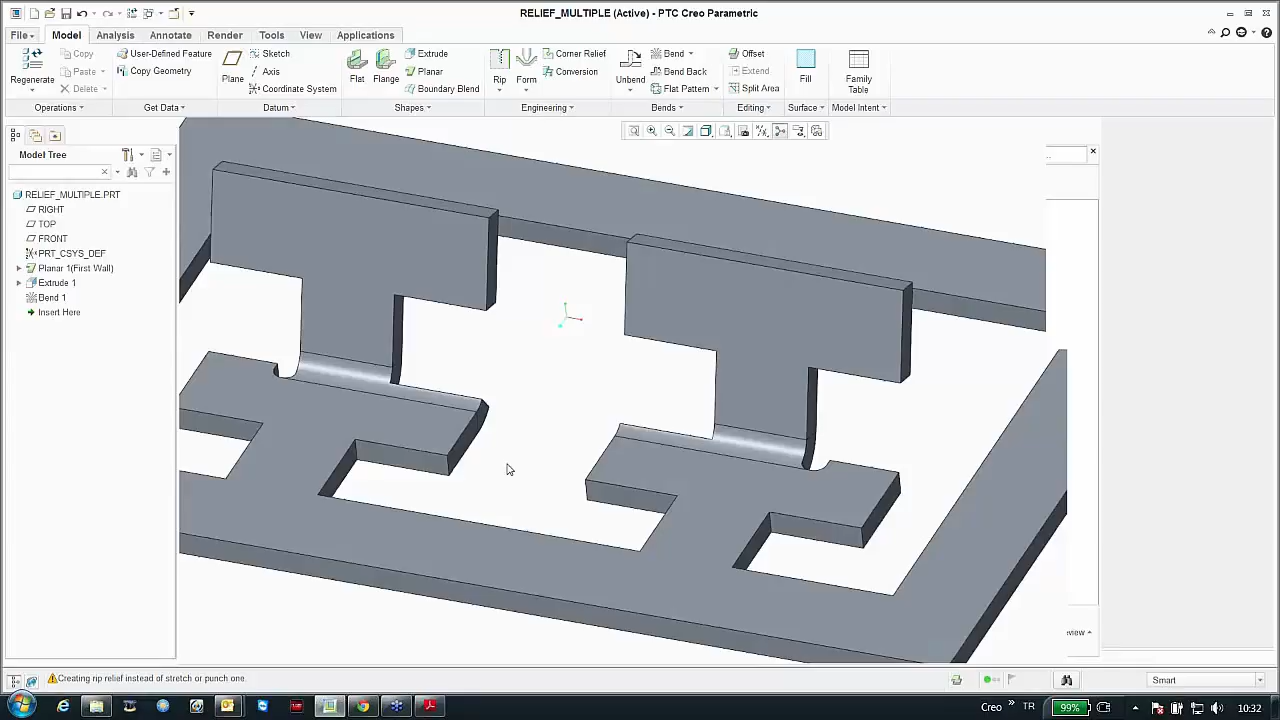 RELIEF_MULTIPLE (Active) - PTC Creo Parametric
File Model Analysis Annotate Render Tools View Applications
Regenerate
Copy
Paste
Delete
User-Defined Feature
Copy Geometry
Plane
Sketch
Axis
Coordinate System
Flat
Flange
Extrude
Planar
Boundary Blend
Rip
Form
Corner Relief
Conversion
Unbend
Bend
Bend Back
Flat Pattern
Offset
Extend
Split Area
Fill
Family
Table
Operations Get Data Datum Shapes Engineering Bends Editing Surface Model Intent
Model Tree
RELIEF_MULTIPLE.PRT
RIGHT
TOP
FRONT
PRT_CSYS_DEF
Planar 1(First Wall)
Extrude 1
Bend 1
Insert Here
...
view
Creating rip relief instead of stretch or punch one.
Smart
Creo
»
TR
99%
10:32